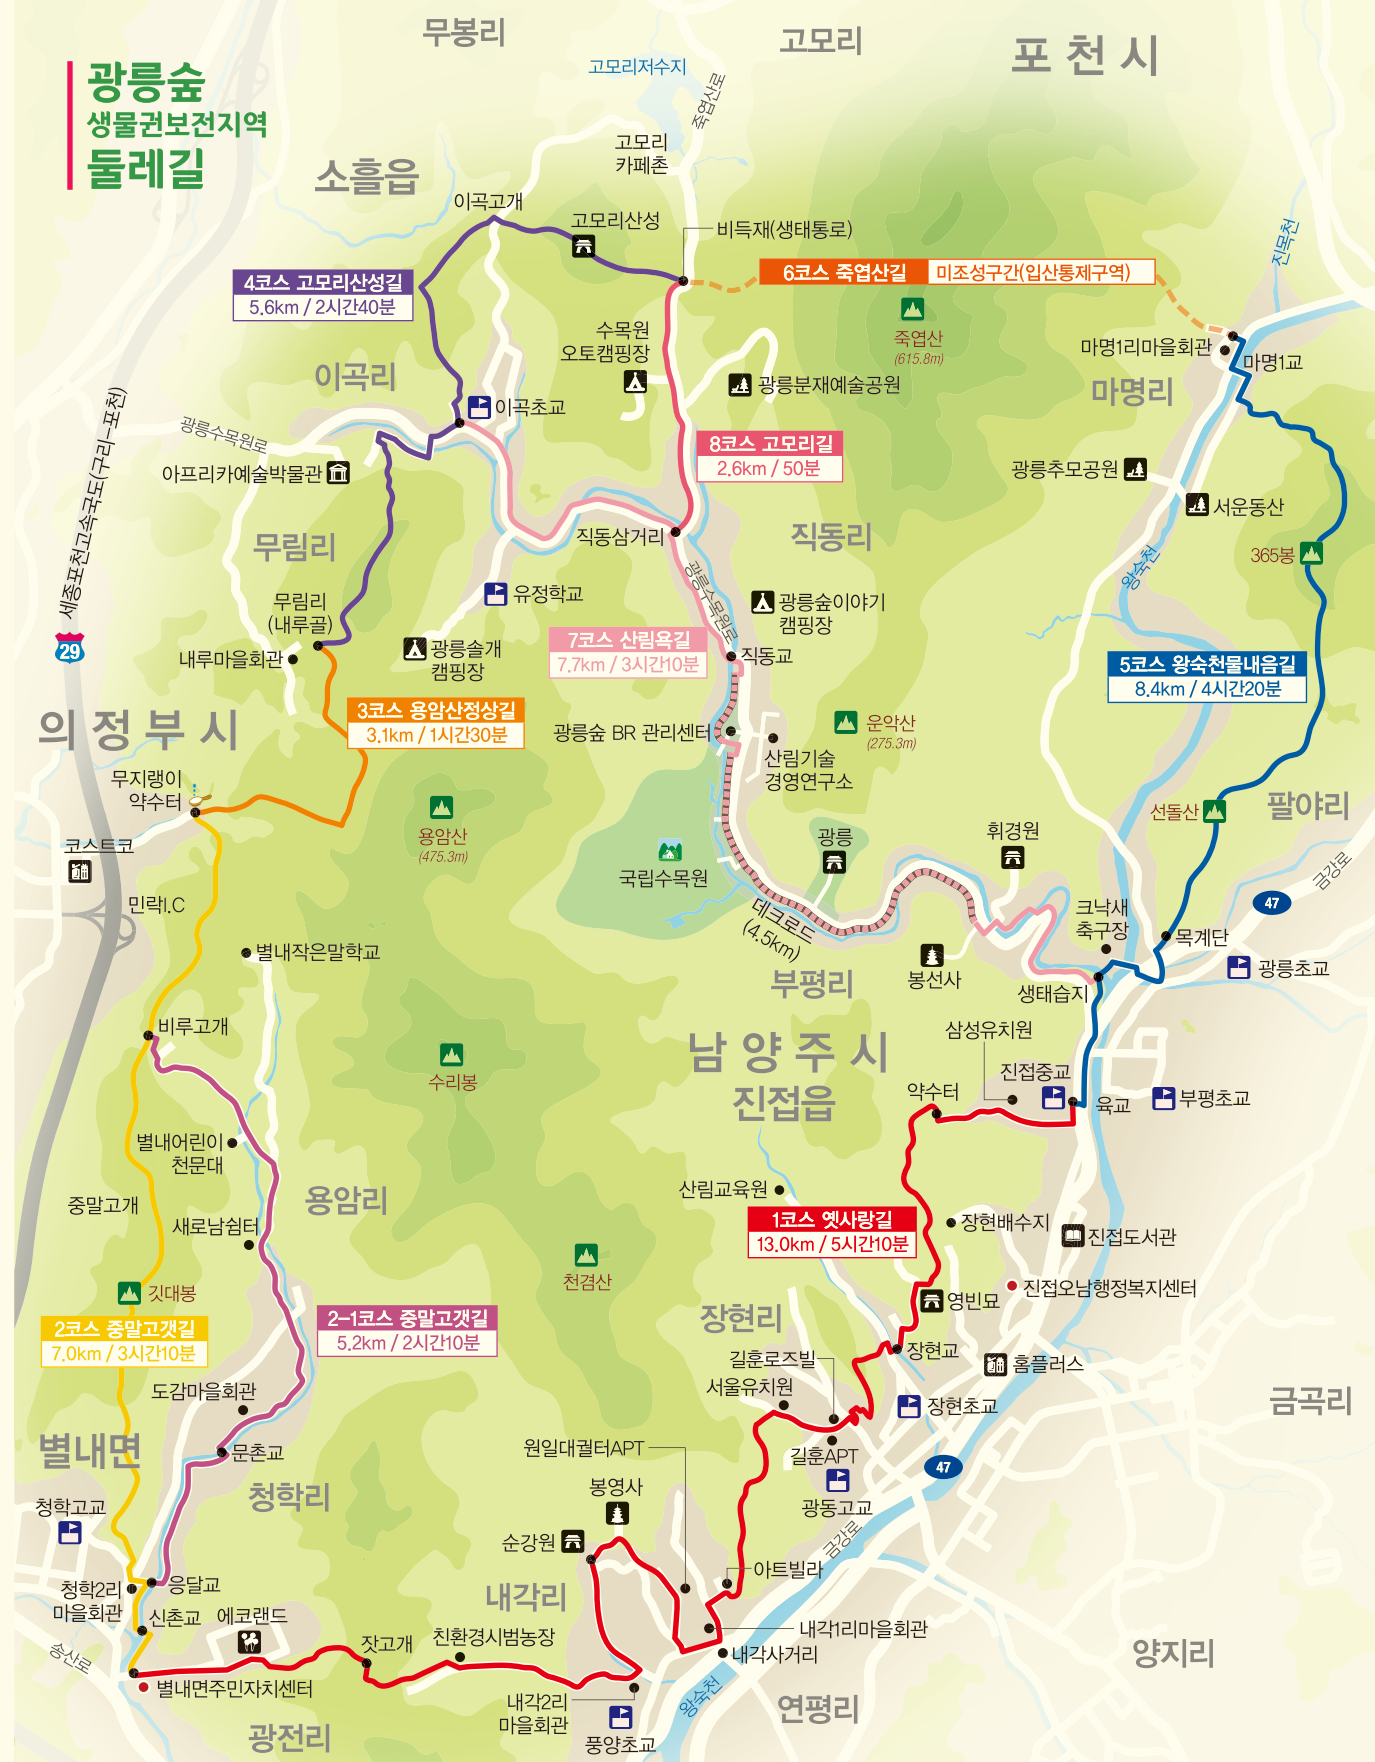 광릉숲
생물권보전지역
둘레길
무봉리
고모리
포천시
고모리저수지
죽엽산로
고모리
카페촌
소흘읍
이곡고개
고모리산성
비득재(생태통로)
진목천
4코스 고모리산성길
5.6km / 2시간40분
6코스 죽엽산길
미조성구간(입산통제구역)
죽엽산
(615.8m)
수목원
오토캠핑장
마명1리마을회관
마명1교
이곡리
광릉분재예술공원
마명리
이곡초교
광릉수목원로
세종포천고속국도(구리-포천)
8코스 고모리길
2.6km / 50분
아프리카예술박물관
광릉추모공원
서운동산
무림리
직동삼거리
직동리
왕숙천
365봉
광릉수목원로
유정학교
무림리
(내루골)
광릉숲이야기
캠핑장
29
내루마을회관
광릉솔개
캠핑장
7코스 산림욕길
7.7km / 3시간10분
직동교
5코스 왕숙천물내음길
8.4km / 4시간20분
의정부시
3코스 용암산정상길
3.1km / 1시간30분
광릉숲 BR 관리센터
운악산
(275.3m)
산림기술
경영연구소
무지랭이
약수터
용암산
(475.3m)
선돌산
팔야리
코스트코
국립수목원
광릉
휘경원
금강로
민락I.C
데크로드
(4.5km)
크낙새
축구장
47
목계단
별내작은말학교
부평리
봉선사
생태습지
광릉초교
비루고개
남양주시
진접읍
삼성유치원
수리봉
진접중교
약수터
육교
부평초교
별내어린이
천문대
중말고개
용암리
산림교육원
새로남쉼터
1코스 옛사랑길
13.0km / 5시간10분
장현배수지
진접도서관
천겸산
깃대봉
진접오남행정복지센터
영빈묘
2코스 중말고갯길
7.0km / 3시간10분
2-1코스 중말고갯길
5.2km / 2시간10분
장현리
길훈로즈빌
장현교
홈플러스
도감마을회관
서울유치원
장현초교
금곡리
별내면
문촌교
원일대궐터APT
길훈APT
47
청학리
봉영사
광동고교
청학고교
순강원
금강로
아트빌라
응달교
청학2리
마을회관
내각리
신촌교
에코랜드
내각1리마을회관
송산로
잣고개
친환경시범농장
내각사거리
양지리
별내면주민자치센터
왕숙천
내각2리
마을회관
연평리
광전리
풍양초교